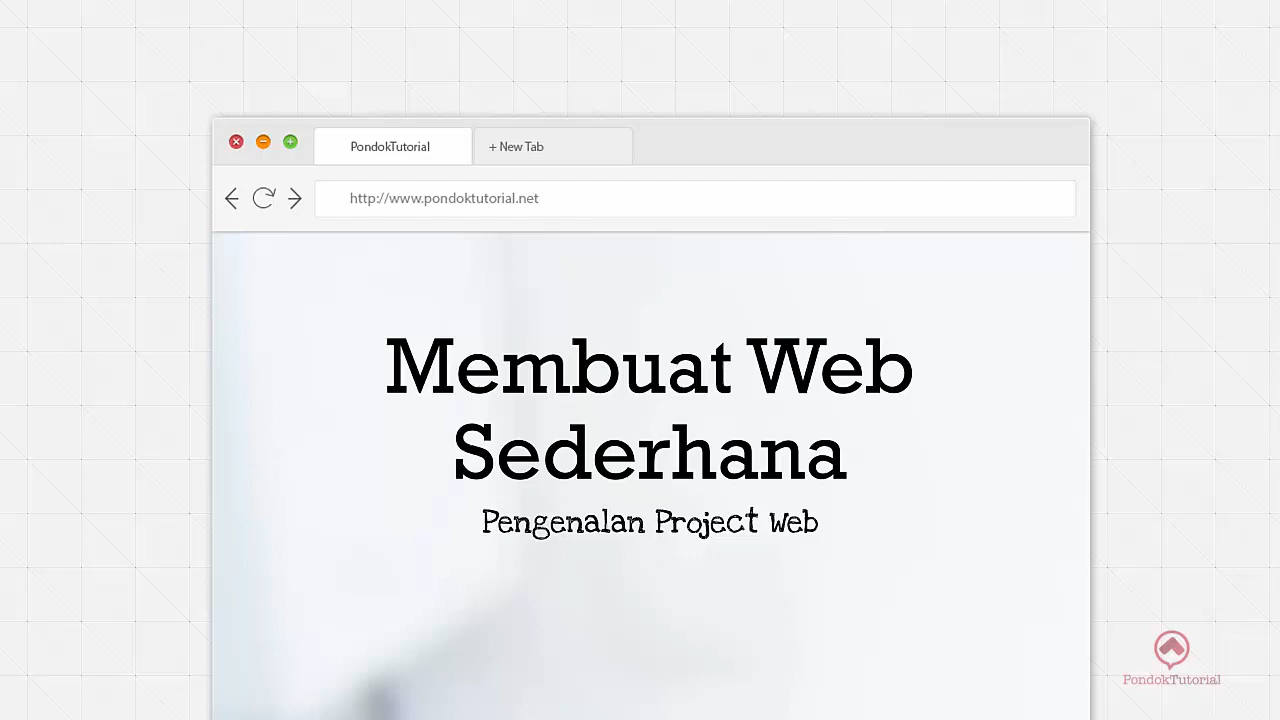 PondokTutorial
+ New Tab
http://www.pondoktutorial.net
Membuat Web
Sederhana
Pengenalan Project Web
PondokTutorial